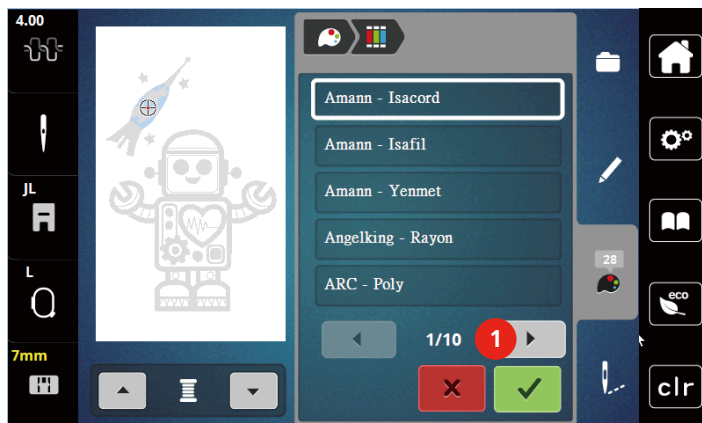 4.00
JL
L
7mm
Amann - Isacord
Amann - Isafil
Amann - Yenmet
Angelking - Rayon
ARC - Poly
1/10
1
28
eco
clr